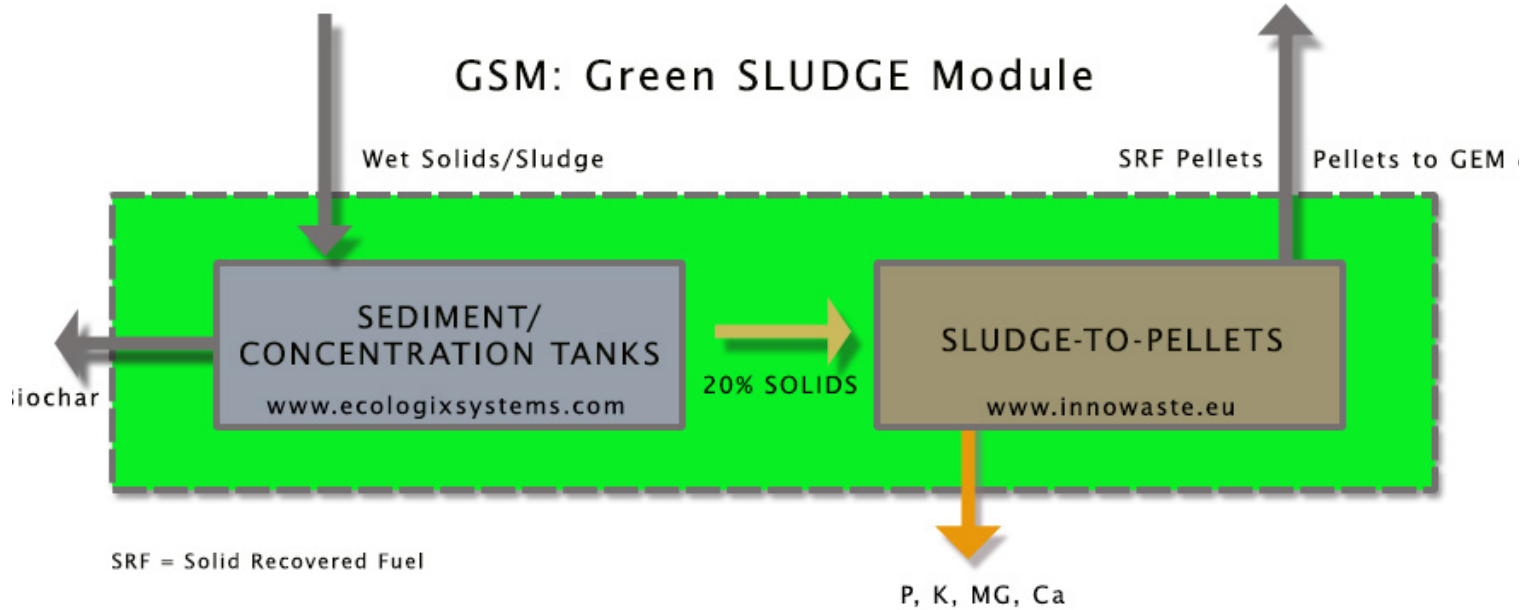 GSM: Green SLUDGE Module
Wet Solids/Sludge
SRF Pellets
Pellets to GEM
SEDIMENT/
CONCENTRATION TANKS
www.ecologixsystems.com
20% SOLIDS
SLUDGE-TO-PELLETS
www.innowaste.eu
iochar
SRF = Solid Recovered Fuel
P, K, MG, Ca